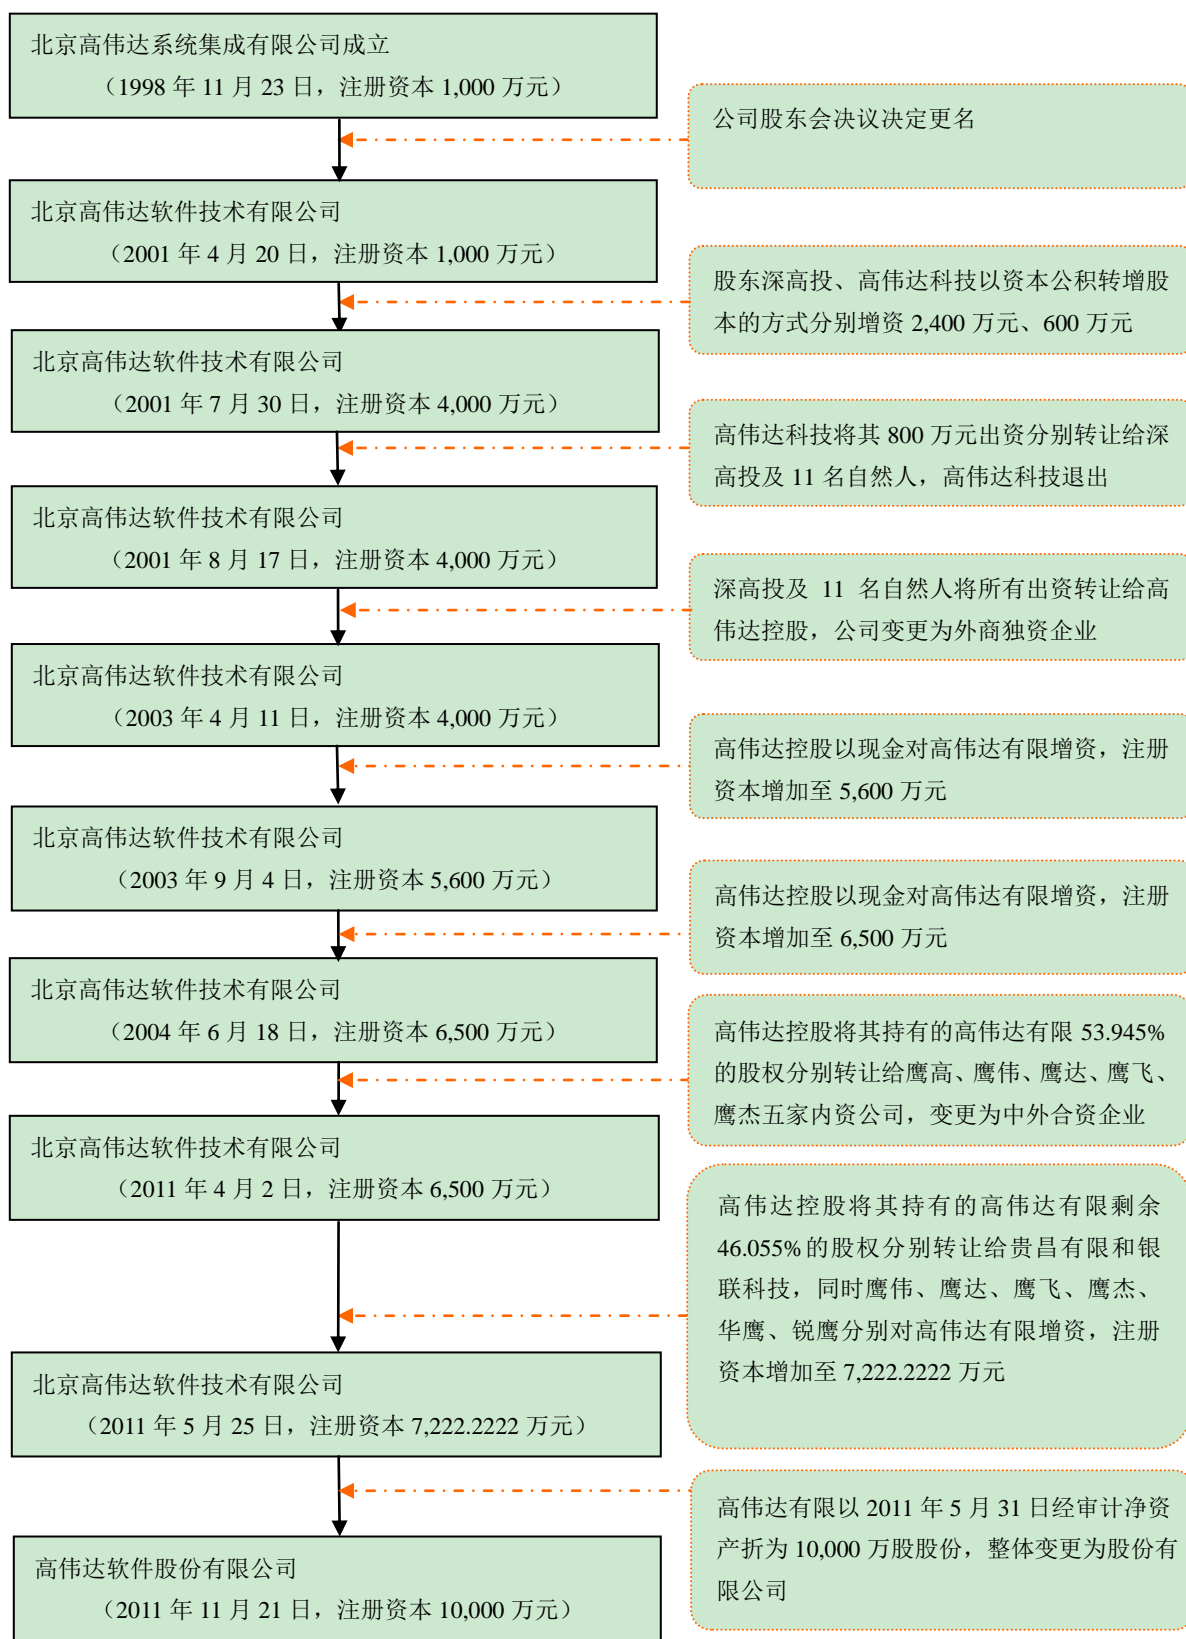 北京高伟达系统集成有限公司成立
（1998 年 11 月 23 日，注册资本 1,000 万元）
公司股东会决议决定更名
北京高伟达软件技术有限公司
（2001 年 4 月 20 日，注册资本 1,000 万元）
股东深高投、高伟达科技以资本公积转增股
本的方式分别增资 2,400 万元、600 万元
北京高伟达软件技术有限公司
（2001 年 7 月 30 日，注册资本 4,000 万元）
高伟达科技将其 800 万元出资分别转让给深
高投及 11 名自然人，高伟达科技退出
北京高伟达软件技术有限公司
（2001 年 8 月 17 日，注册资本 4,000 万元）
深高投及 11 名自然人将所有出资转让给高
伟达控股，公司变更为外商独资企业
北京高伟达软件技术有限公司
（2003 年 4 月 11 日，注册资本 4,000 万元）
高伟达控股以现金对高伟达有限增资，注册
资本增加至 5,600 万元
北京高伟达软件技术有限公司
（2003 年 9 月 4 日，注册资本 5,600 万元）
高伟达控股以现金对高伟达有限增资，注册
资本增加至 6,500 万元
北京高伟达软件技术有限公司
（2004 年 6 月 18 日，注册资本 6,500 万元）
高伟达控股将其持有的高伟达有限 53.945%
的股权分别转让给鹰高、鹰伟、鹰达、鹰飞、
鹰杰五家内资公司，变更为中外合资企业
北京高伟达软件技术有限公司
（2011 年 4 月 2 日，注册资本 6,500 万元）
高伟达控股将其持有的高伟达有限剩余
46.055%的股权分别转让给贵昌有限和银
联科技，同时鹰伟、鹰达、鹰飞、鹰杰、
华鹰、锐鹰分别对高伟达有限增资，注册
资本增加至 7,222.2222 万元
北京高伟达软件技术有限公司
（2011 年 5 月 25 日，注册资本 7,222.2222 万元）
高伟达有限以 2011 年 5 月 31 日经审计净资
产折为 10,000 万股股份，整体变更为股份有
限公司
高伟达软件股份有限公司
（2011 年 11 月 21 日，注册资本 10,000 万元）